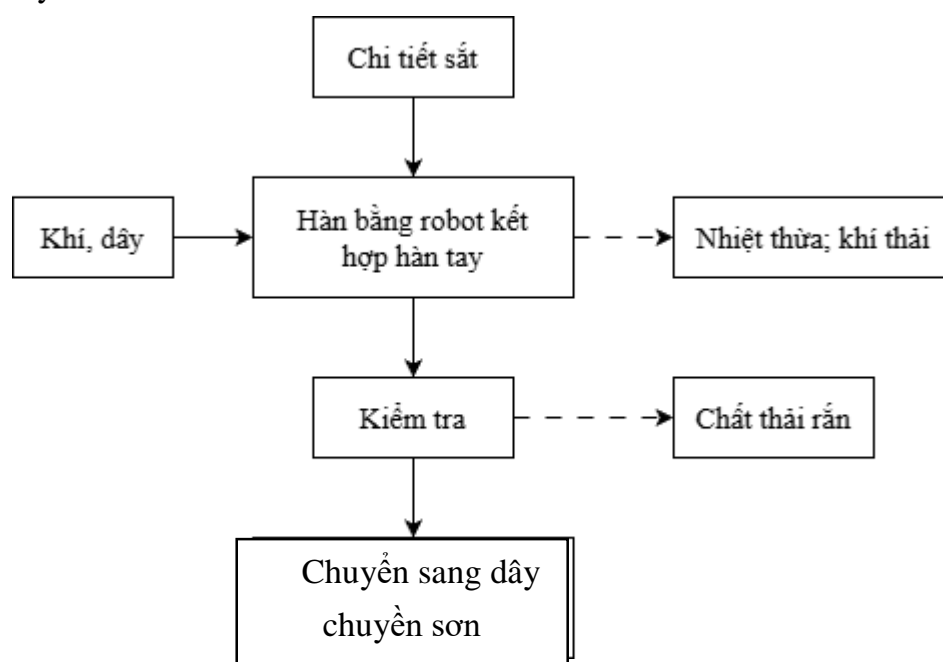 Chi tiết sắt
Khí, dây
Hàn bằng robot kết
hợp hàn tay
Nhiệt thừa; khí thải
Kiểm tra
Chất thải rắn
Chuyển sang dây
chuyền sơn